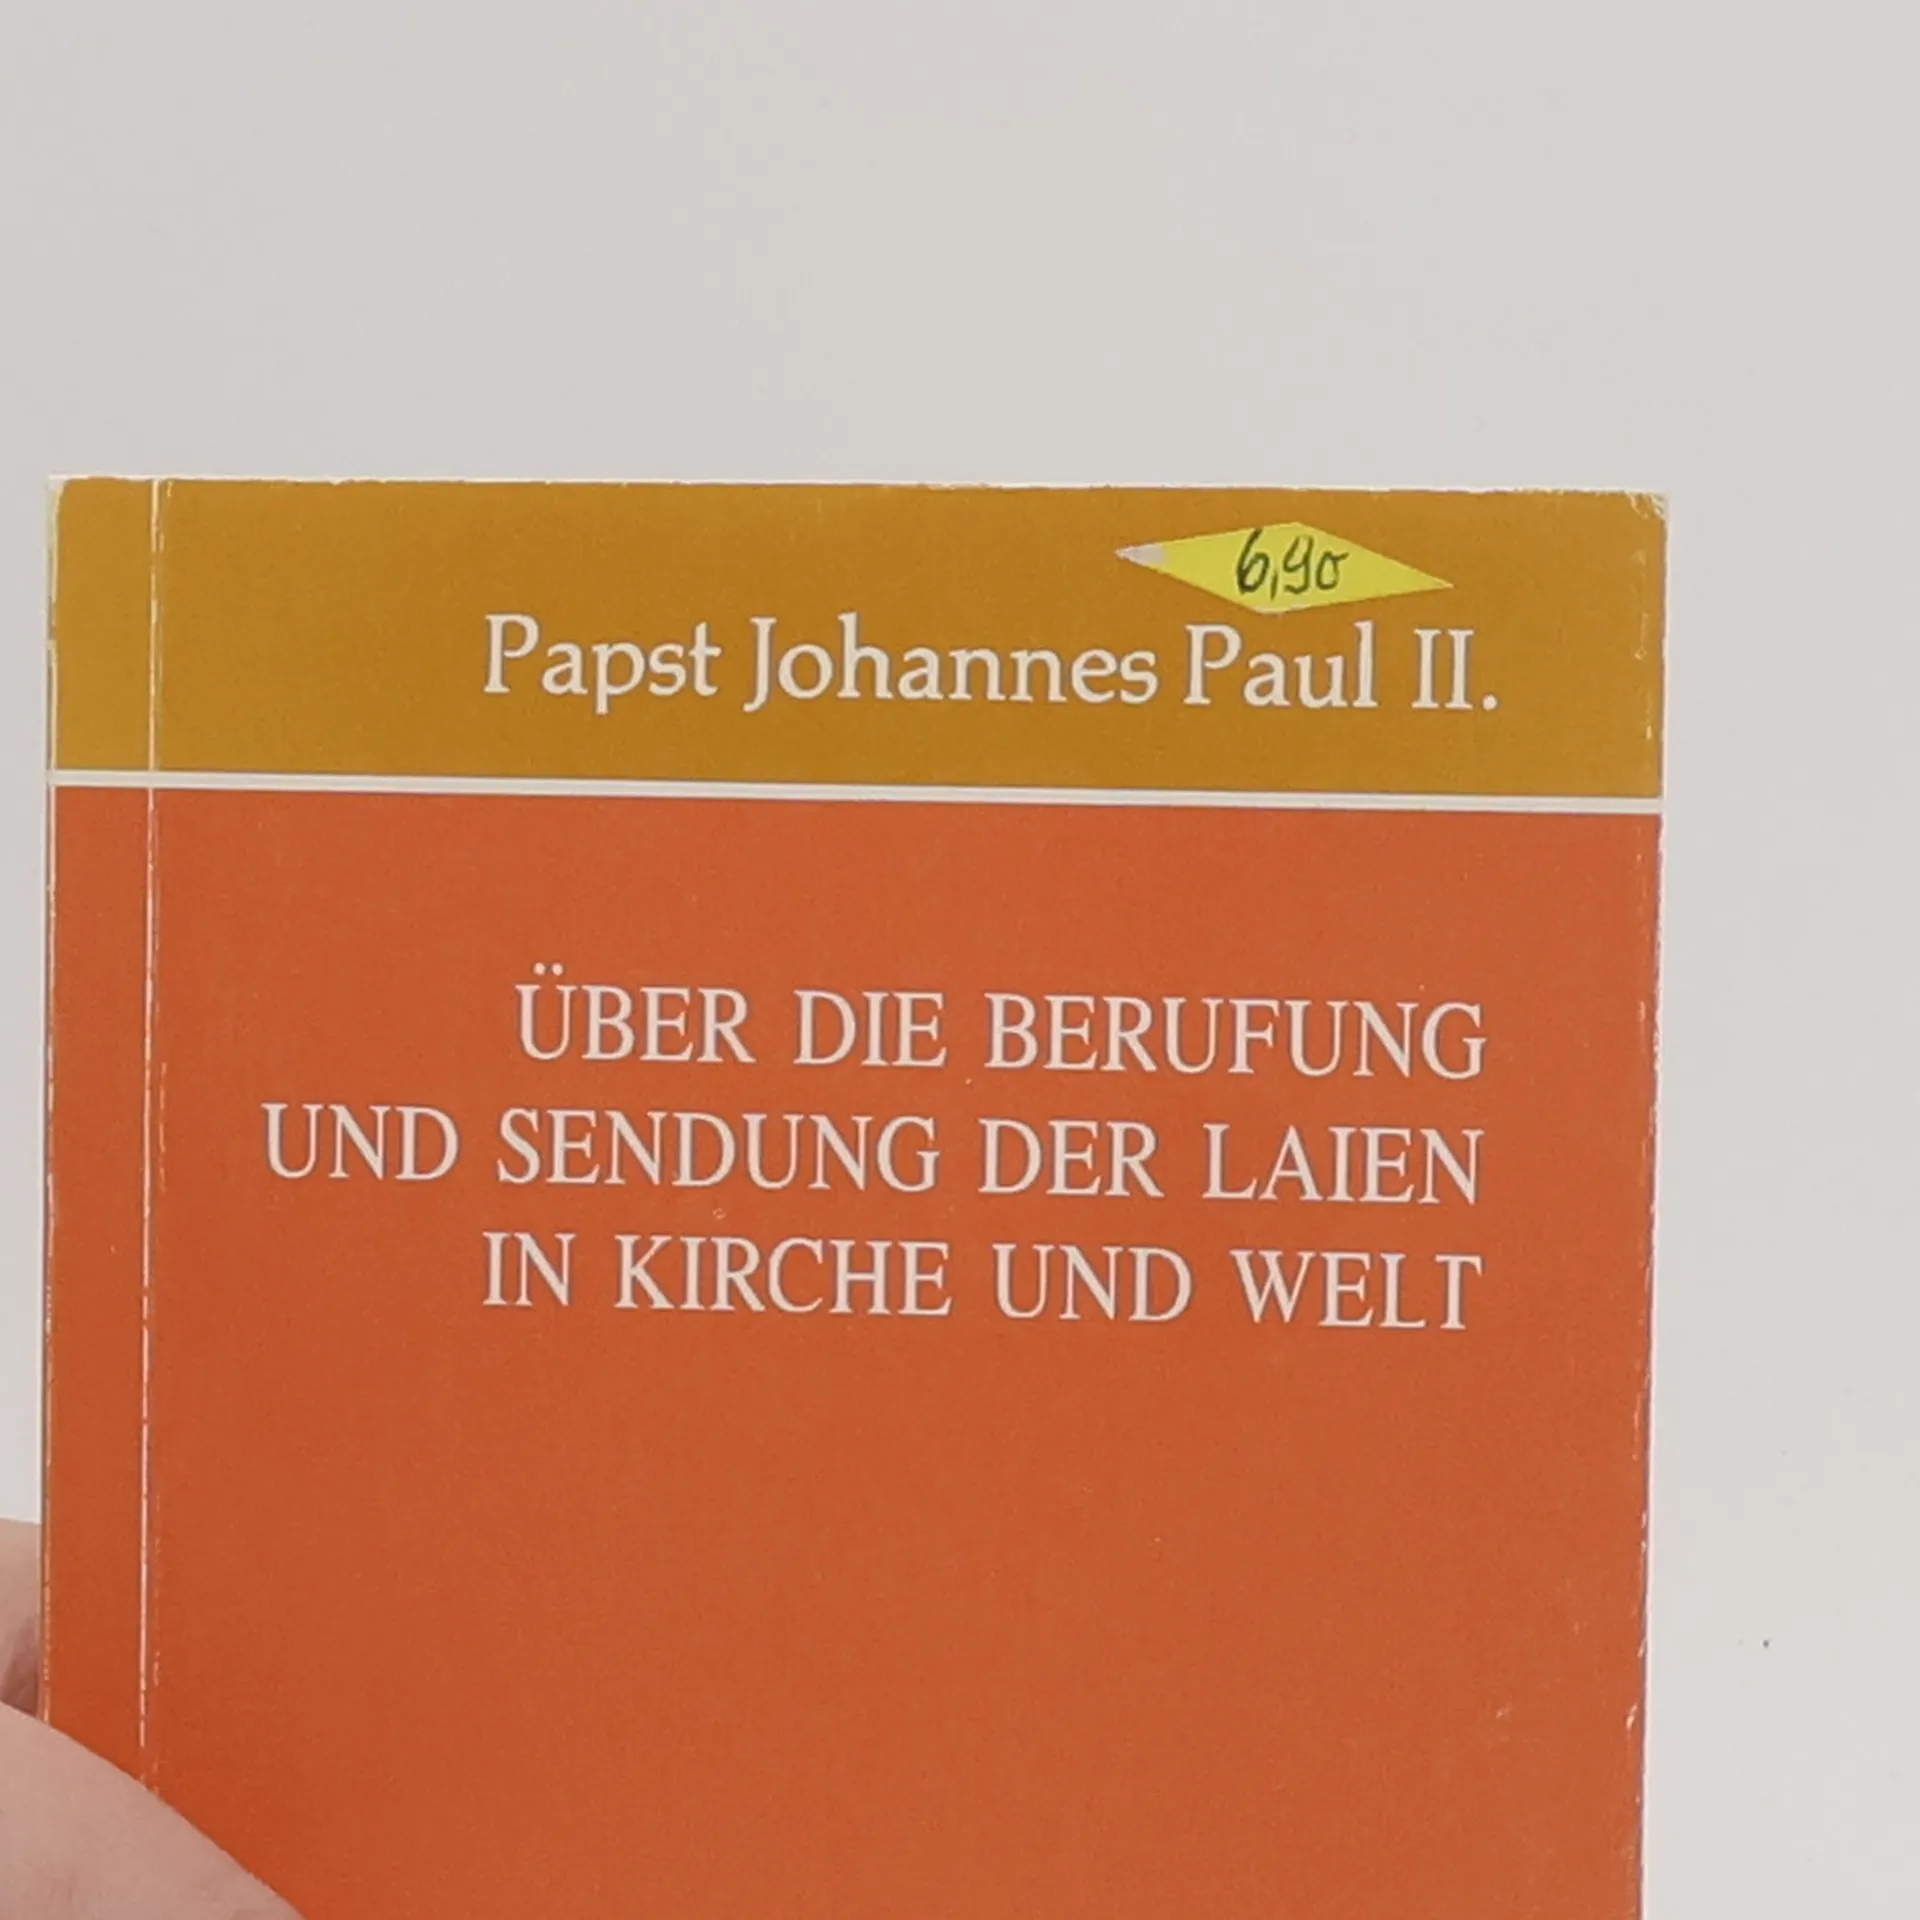 6,90
Papst Johannes Paul II.
ÜBER DIE BERUFUNG
UND SENDUNG DER LAIEN
IN KIRCHE UND WELT